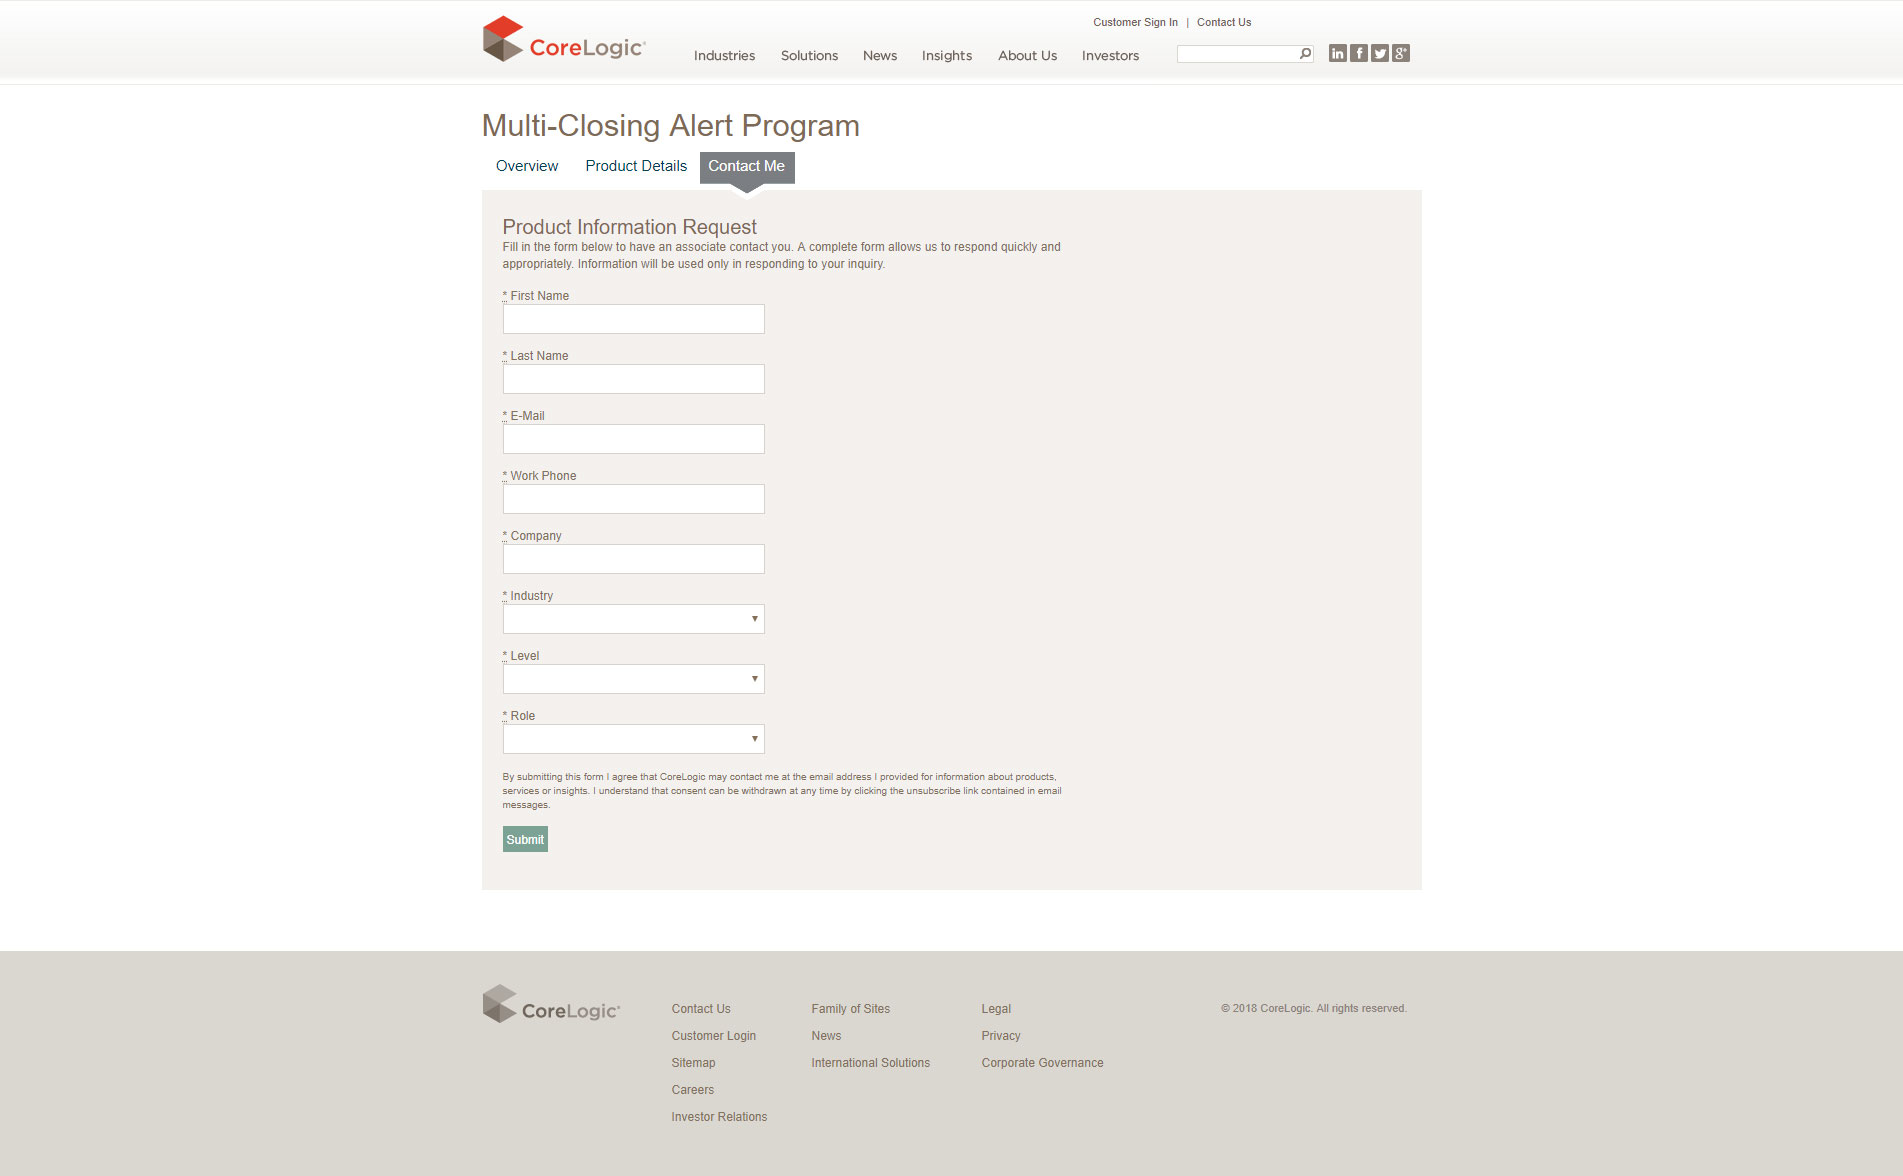 Customer Sign In | Contact Us
CoreLogic
Industries Solutions News Insights About Us Investors
Multi-Closing Alert Program
Overview Product Details Contact Me
Product Information Request
Fill in the form below to have an associate contact you. A complete form allows us to respond quickly and
appropriately. Information will be used only in responding to your inquiry.
* First Name
* Last Name
* E-Mail
* Work Phone
* Company
* Industry
* Level
* Role
By submitting this form I agree that CoreLogic may contact me at the email address I provided for information about products,
services or insights. I understand that consent can be withdrawn at any time by clicking the unsubscribe link contained in email
messages.
Submit
CoreLogic
Contact Us
Customer Login
Sitemap
Careers
Investor Relations
Family of Sites
News
International Solutions
Legal
Privacy
Corporate Governance
© 2018 CoreLogic. All rights reserved.